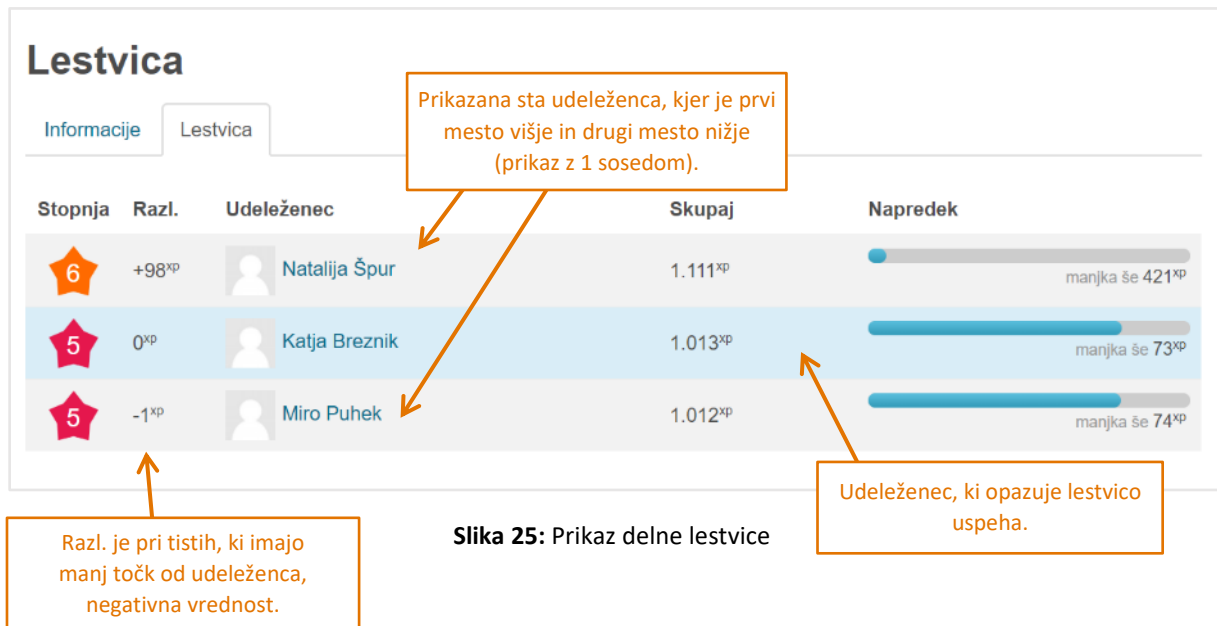 Lestvica
Prikazana sta udeleženca, kjer je prvi
mesto višje in drugi mesto nižje
(prikaz z 1 sosedom).
Informacije Lestvica
Stopnja Razl. Udeleženec Skupaj Napredek
6 +98xp Natalija Špur 1.111xp
manjka še 421xp
5 0xp Katja Breznik 1.013xp
manjka še 73xp
5 -1xp Miro Puhek 1.012xp
manjka še 74xp
Udeleženec, ki opazuje lestvico
uspeha.
Razl. je pri tistih, ki imajo
manj točk od udeleženca,
negativna vrednost.
Slika 25: Prikaz delne lestvice